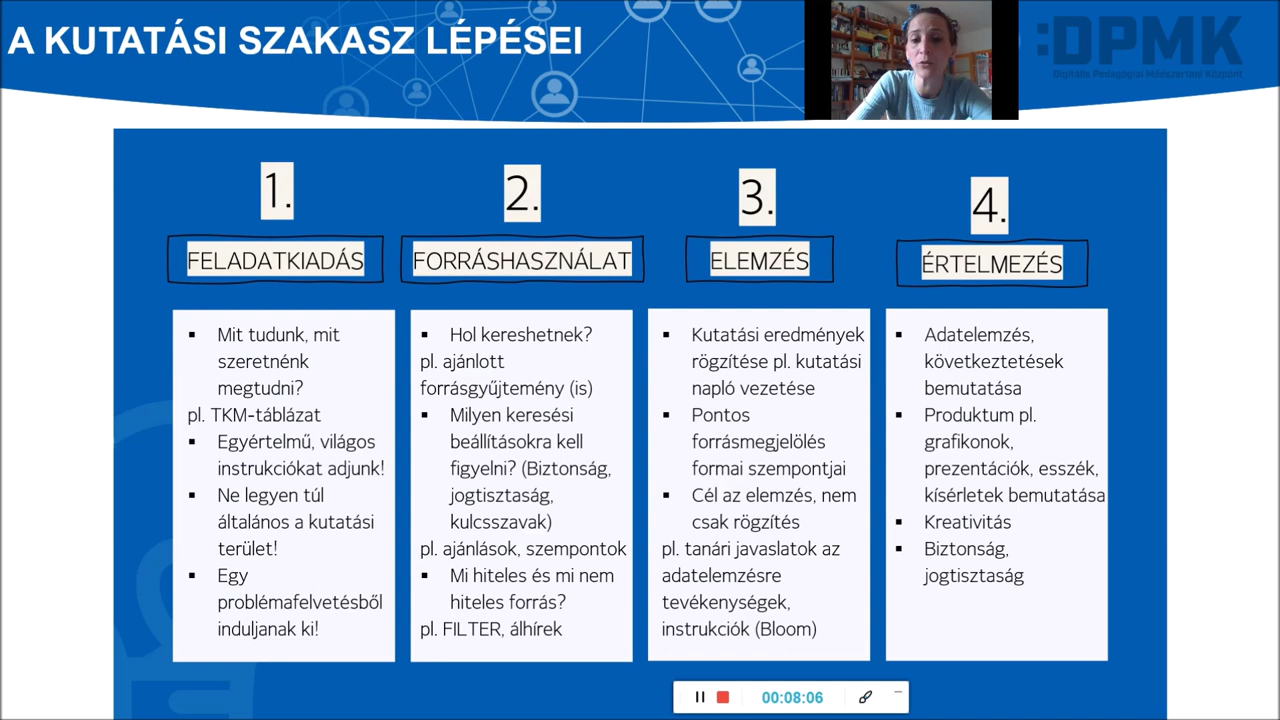 A KUTATÁSI SZAKASZ LÉPÉSEI
:DPMK
Digitális Pedagógiai Módszertani Központ
1.
FELADATKIADÁS
▪ Mit tudunk, mit
szeretnénk
megtudni?
pl. TKM-táblázat
▪ Egyértelmű, világos
instrukciókat adjunk!
▪ Ne legyen túl
általános a kutatási
terület!
▪ Egy
problémafelvetésből
induljanak ki!
2.
FORRÁSHASZNÁLAT
▪ Hol kereshetnek?
pl. ajánlott
forrásgyűjtemény (is)
▪ Milyen keresési
beállításokra kell
figyelni? (Biztonság,
jogtisztaság,
kulcsszavak)
pl. ajánlások, szempontok
▪ Mi hiteles és mi nem
hiteles forrás?
pl. FILTER, álhírek
3.
ELEMZÉS
▪ Kutatási eredmények
rögzítése pl. kutatási
napló vezetése
▪ Pontos
forrásmegjelölés
formai szempontjai
▪ Cél az elemzés, nem
csak rögzítés
pl. tanári javaslatok az
adatelemzésre
tevékenységek,
instrukciók (Bloom)
4.
ÉRTELMEZÉS
▪ Adatelemzés,
következtetések
bemutatása
▪ Produktum pl.
grafikonok,
prezentációk, esszék,
kísérletek bemutatása
▪ Kreativitás
▪ Biztonság,
jogtisztaság
00:08:06